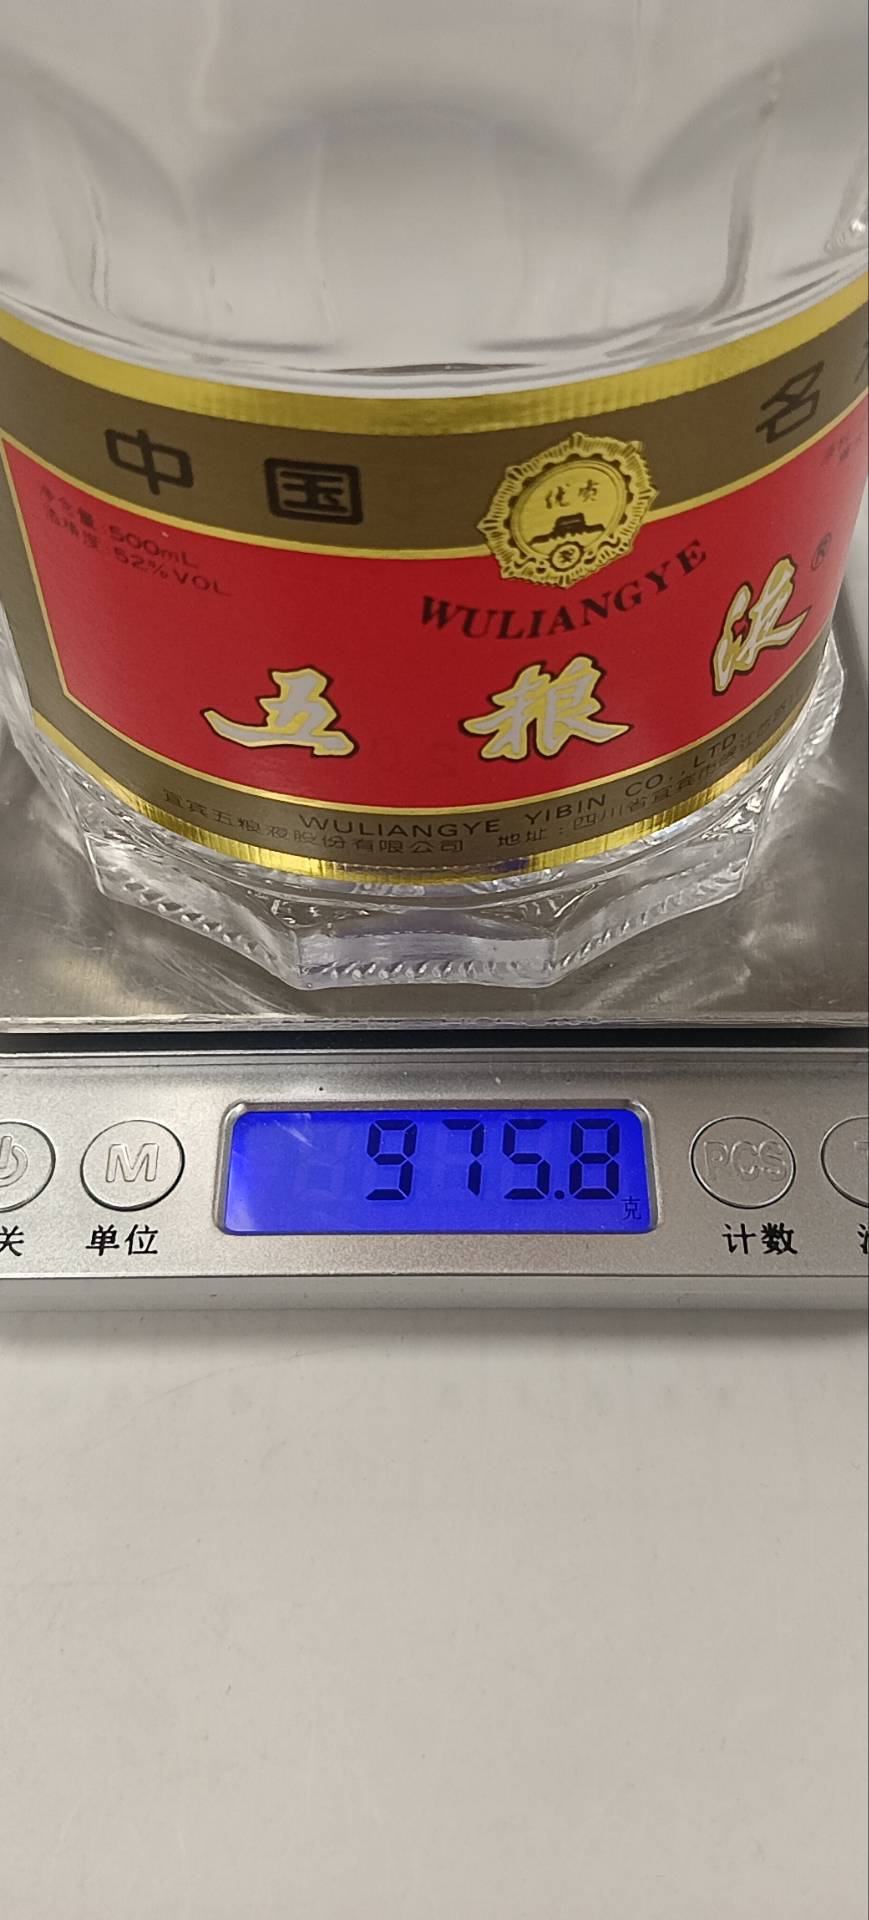 中国 名
净含量:500mL
酒精度:52%VOL
优质
WULIANGYE
五粮液®
WULIANGYE YIBIN CO.,LTD.
宜宾五粮液股份有限公司 地址:四川省宜宾市
975.8
克
M
PCS
关
单位
计数